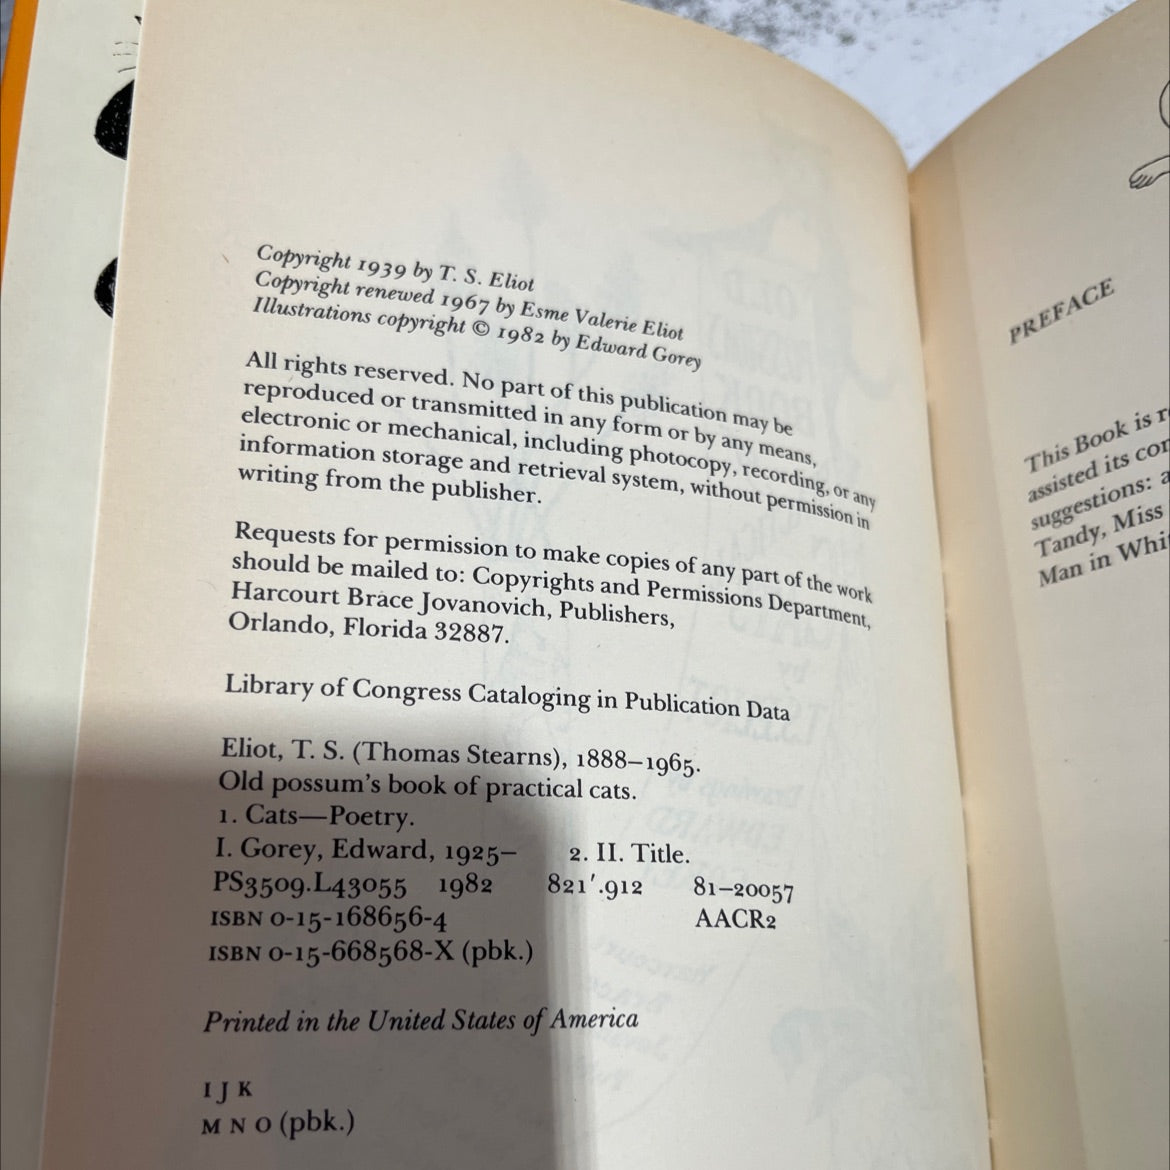 Copyright 1939 by T. S. Eliot
Copyright renewed 1967 by Esme Valerie Eliot
Illustrations copyright © 1982 by Edward Gorey
All rights reserved. No part of this publication may be
reproduced or transmitted in any form or by any means,
electronic or mechanical, including photocopy, recording, or any
information storage and retrieval system, without permission in
writing from the publisher.
Requests for permission to make copies of any part of the work
should be mailed to: Copyrights and Permissions Department,
Harcourt Brace Jovanovich, Publishers,
Orlando, Florida 32887.
Library of Congress Cataloging in Publication Data
Eliot, T. S. (Thomas Stearns), 1888–1965.
Old possum's book of practical cats.
1. Cats—Poetry.
I. Gorey, Edward, 1925– 2. II. Title.
PS3509.L43055 1982 821′.912 81–20057
ISBN 0-15-168656-4 AACR2
ISBN 0-15-668568-X (pbk.)
Printed in the United States of America
I J K
M N O (pbk.)
PREFACE
This Book is
assisted its
suggestions:
Tandy, Miss
Man in